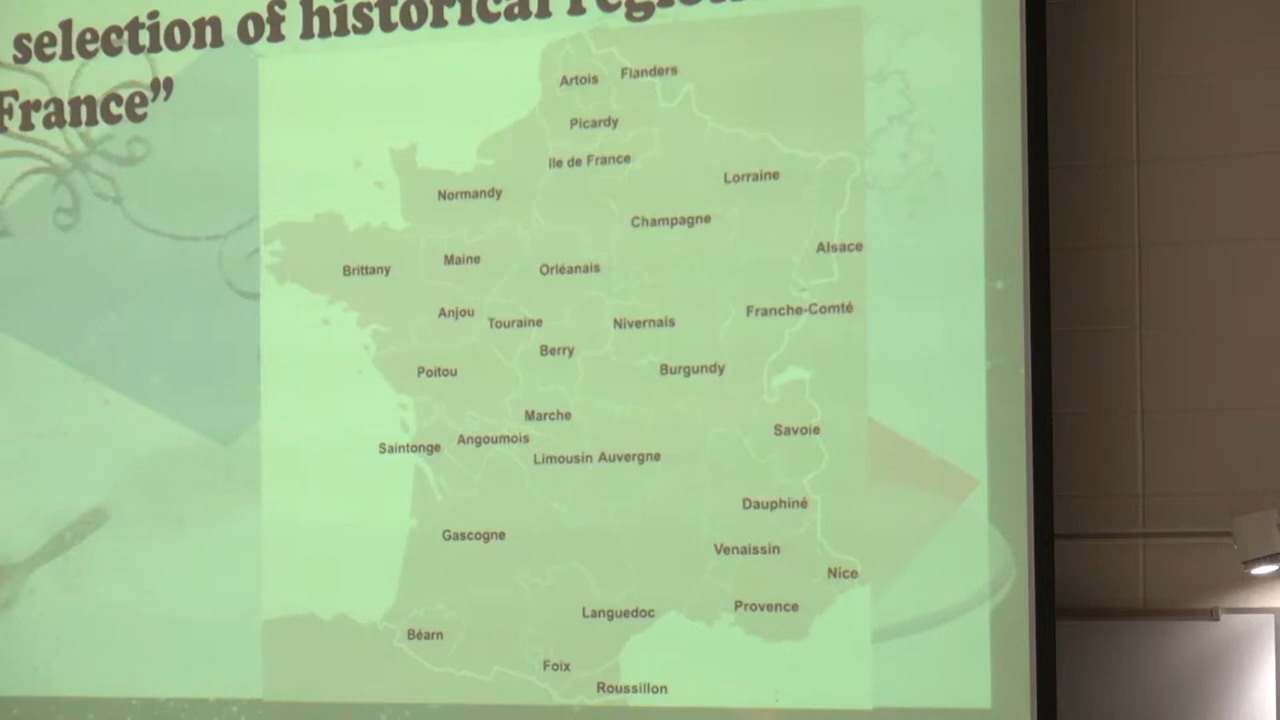 selection of historical region
France”
Artois Flanders
Picardy
Ile de France
Lorraine
Normandy
Champagne
Alsace
Maine
Brittany
Orléanais
Franche-Comté
Anjou
Touraine
Nivernais
Berry
Poitou
Burgundy
Marche
Savoie
Saintonge
Angoumois
Limousin Auvergne
Dauphiné
Gascogne
Venaissin
Nice
Provence
Languedoc
Béarn
Foix
Roussillon